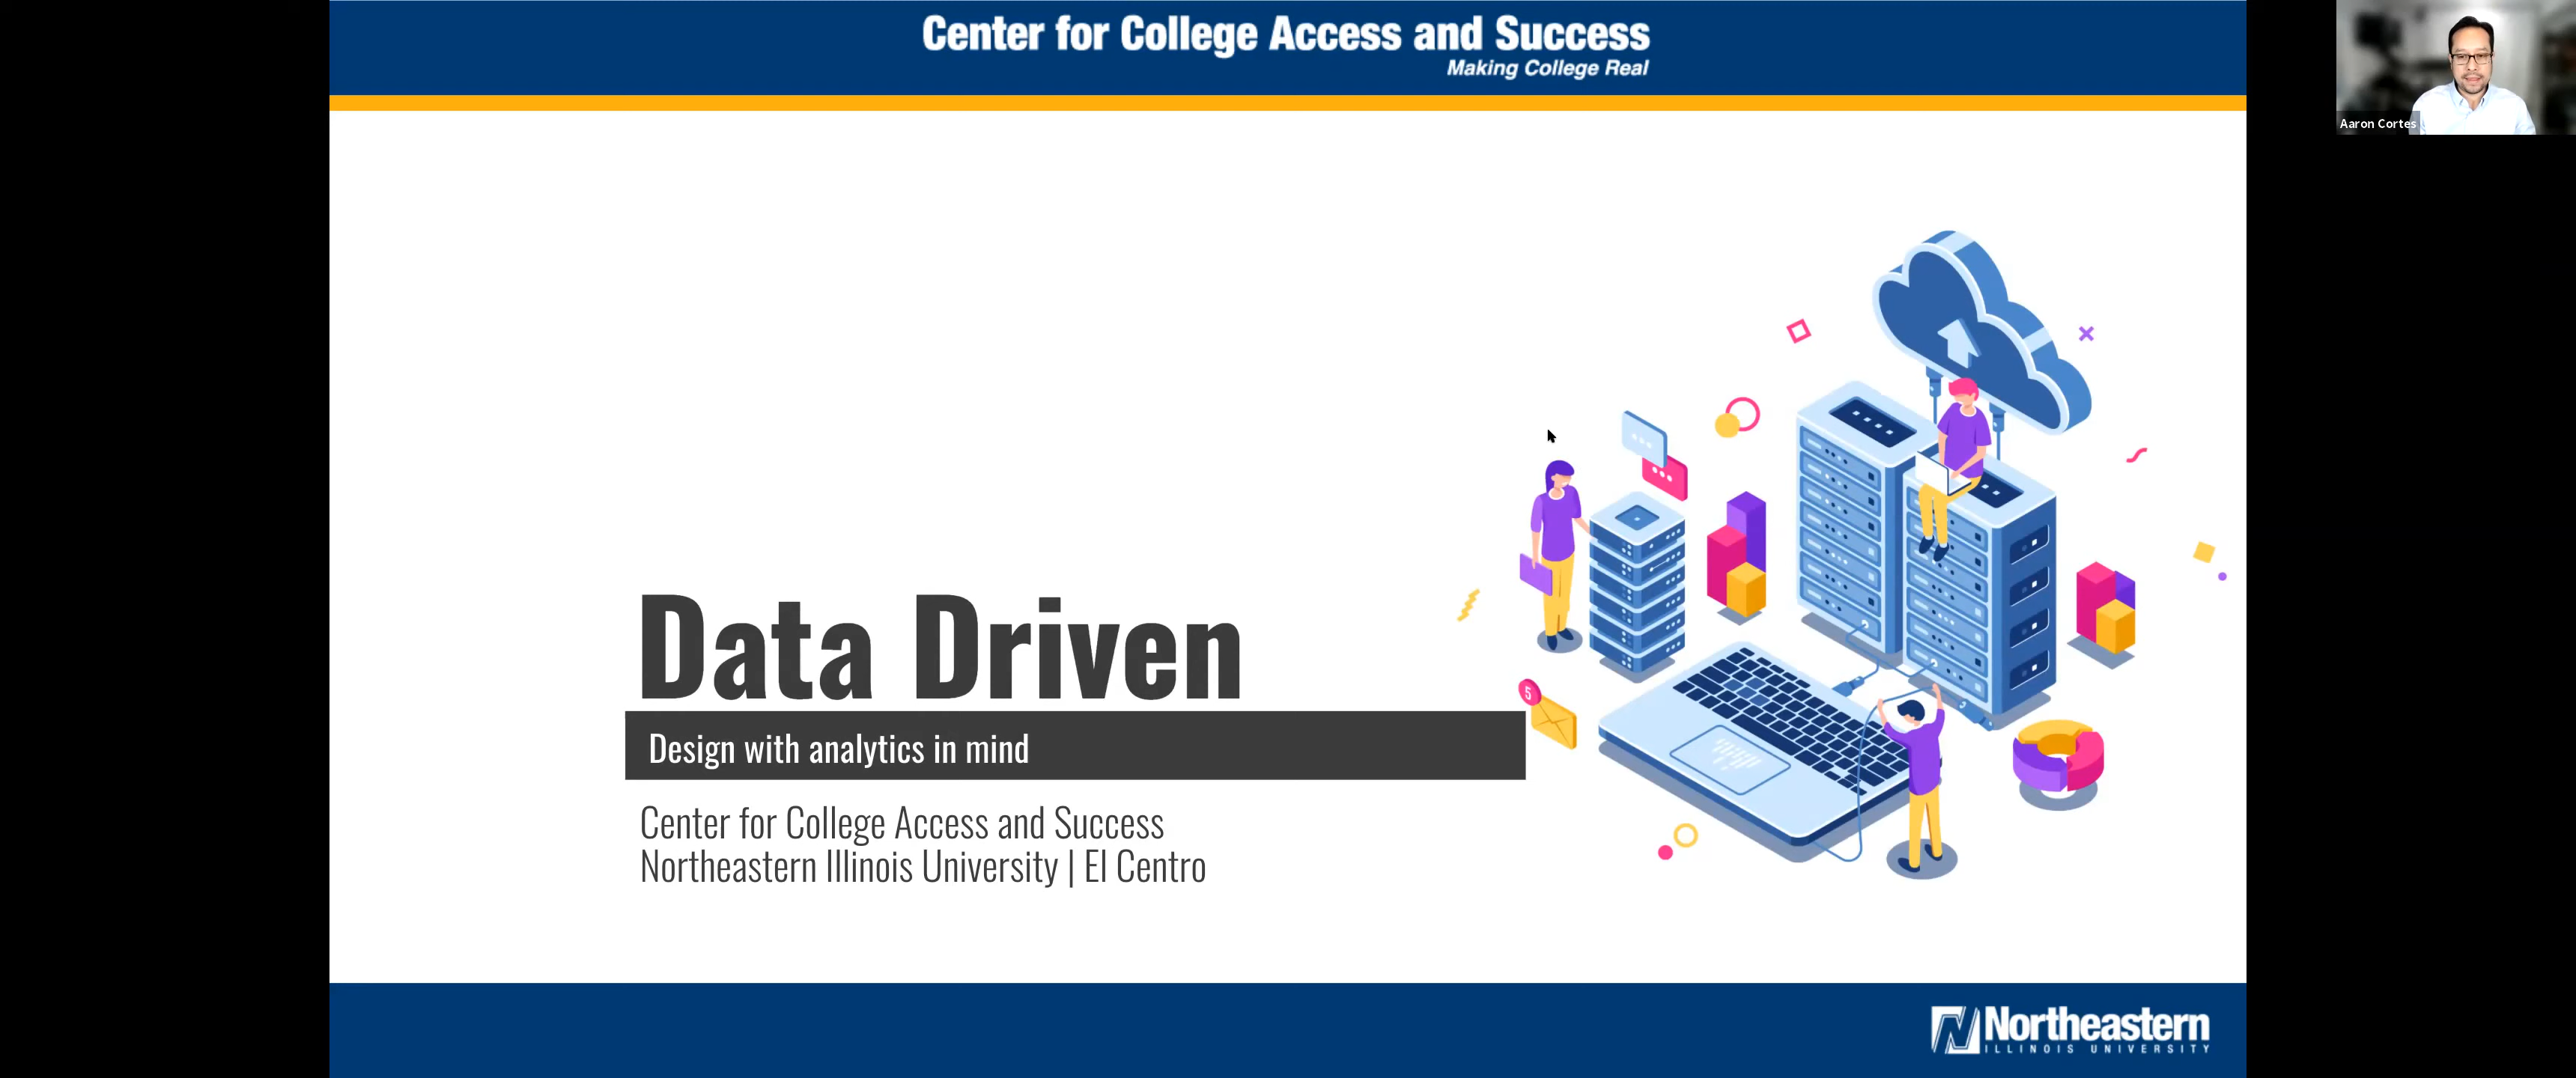 Center for College Access and Success
Making College Real
Aaron Cortes
5
Data Driven
Design with analytics in mind
Center for College Access and Success
Northeastern Illinois University | El Centro
Northeastern
ILLINOIS UNIVERSITY